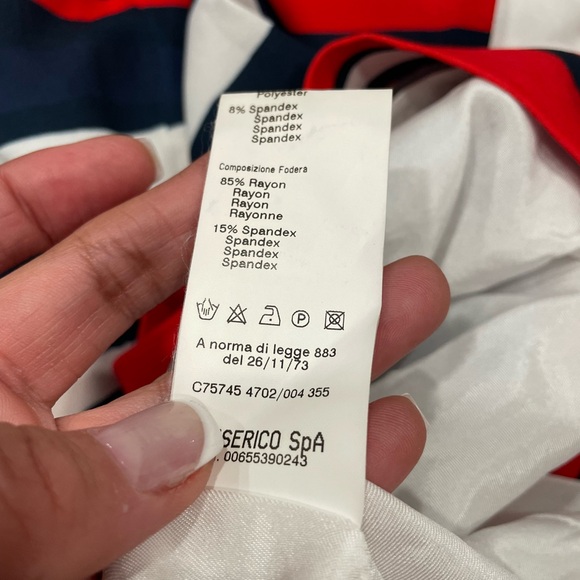 Polyester
8% Spandex
Spandex
Spandex
Spandex
Composizione Fodera
85% Rayon
Rayon
Rayon
Rayonne
15% Spandex
Spandex
Spandex
Spandex
P
A norma di legge 883
del 26/11/73
C75745 4702/004 355
SERICO SpA
. 00655390243